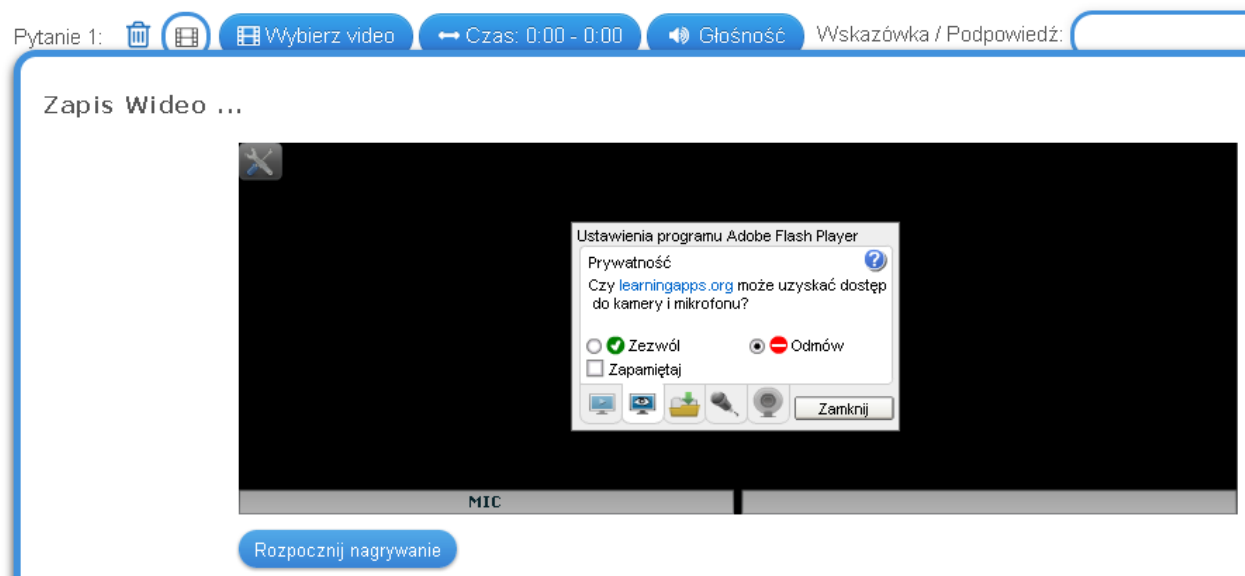 Pytanie 1: Wybierz video Czas: 0:00 - 0:00 Głośność Wskazówka / Podpowiedź:
Zapis Wideo ...
Ustawienia programu Adobe Flash Player
Prywatność
Czy learningapps.org może uzyskać dostęp
do kamery i mikrofonu?
Zezwól Odmów
Zapamiętaj
Zamknij
MIC
Rozpocznij nagrywanie